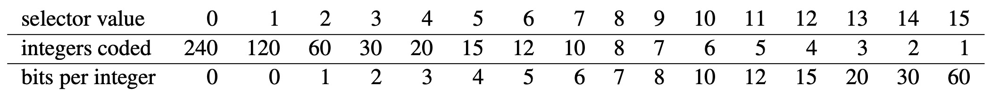 selector value 0 1 2 3 4 5 6 7 8 9 10 11 12 13 14 15
integers coded 240 120 60 30 20 15 12 10 8 7 6 5 4 3 2 1
bits per integer 0 0 1 2 3 4 5 6 7 8 10 12 15 20 30 60